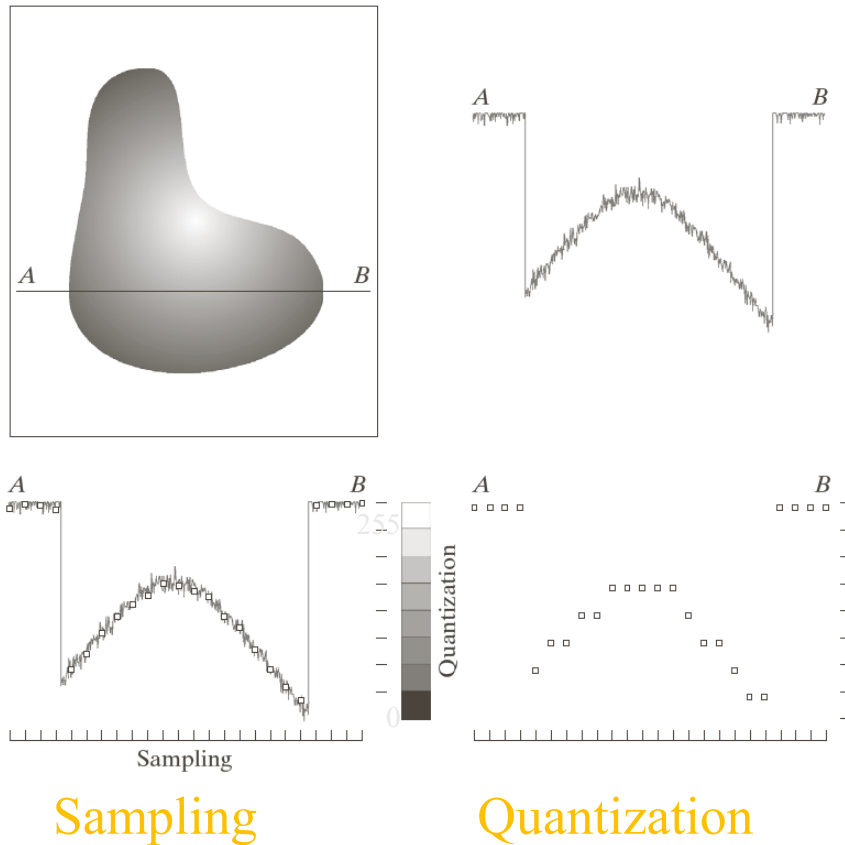 A B
A B
A B
255
Quantization
0
Sampling
A B
Sampling
Quantization